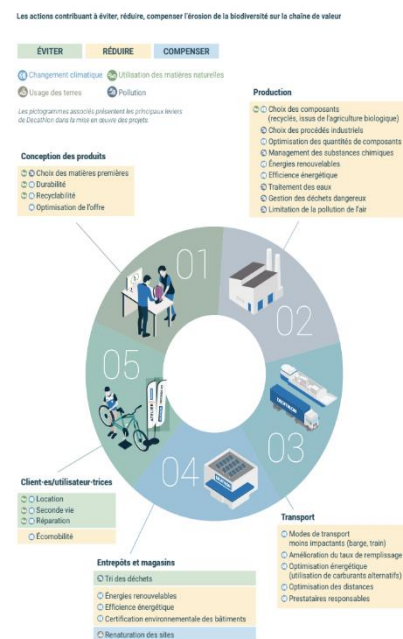 Les actions contribuant à éviter, réduire, compenser l'érosion de la biodiversité sur la chaîne de valeur
ÉVITER
RÉDUIRE
COMPENSER
Changement climatique
Utilisation des matières naturelles
Usage des terres
Pollution
Les pictogrammes associés présentent les principaux leviers
de Decathlon dans la mise en œuvre des projets.
Production
Choix des composants
(recyclés, issus de l'agriculture biologique)
Choix des procédés industriels
Optimisation des quantités de composants
Management des substances chimiques
Énergies renouvelables
Efficience énergétique
Traitement des eaux
Gestion des déchets dangereux
Limitation de la pollution de l'air
Conception des produits
Choix des matières premières
Durabilité
Recyclabilité
Optimisation de l'offre
01
02
03
04
05
DECATHLON
Client·es/utilisateur·trices
Location
Seconde vie
Réparation
Écomobilité
Transport
Modes de transport
moins impactants (barge, train)
Amélioration du taux de remplissage
Optimisation énergétique
(utilisation de carburants alternatifs)
Optimisation des distances
Prestataires responsables
Entrepôts et magasins
Tri des déchets
Énergies renouvelables
Efficience énergétique
Certification environnementale des bâtiments
Renaturation des sites